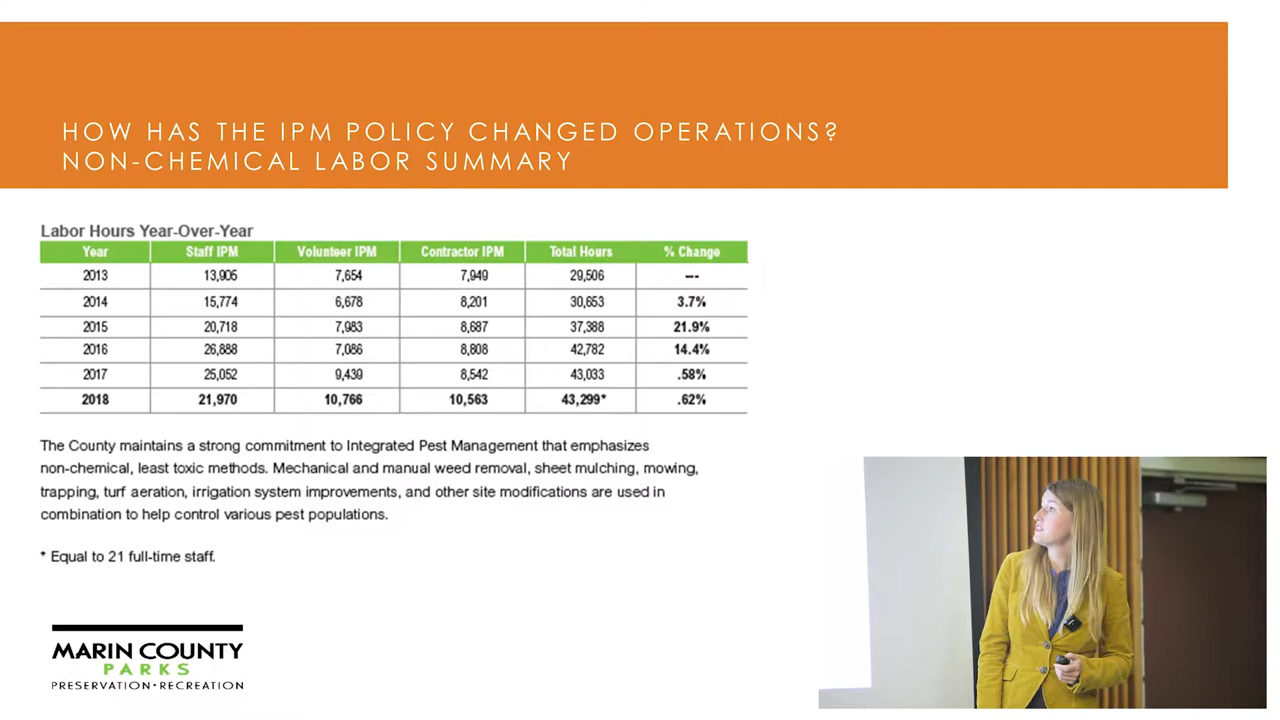 HOW HAS THE IPM POLICY CHANGED OPERATIONS?
NON-CHEMICAL LABOR SUMMARY
Labor Hours Year-Over-Year
Year Staff IPM Volunteer IPM Contractor IPM Total Hours % Change
2013 13,905 7,654 7,949 29,506 ---
2014 15,774 6,678 8,201 30,653 3.7%
2015 20,718 7,983 8,687 37,388 21.9%
2016 26,888 7,086 8,808 42,782 14.4%
2017 25,052 9,439 8,542 43,033 .58%
2018 21,970 10,766 10,563 43,299* .62%
The County maintains a strong commitment to Integrated Pest Management that emphasizes
non-chemical, least toxic methods. Mechanical and manual weed removal, sheet mulching, mowing,
trapping, turf aeration, irrigation system improvements, and other site modifications are used in
combination to help control various pest populations.
* Equal to 21 full-time staff.
MARIN COUNTY
PARKS
PRESERVATION·RECREATION